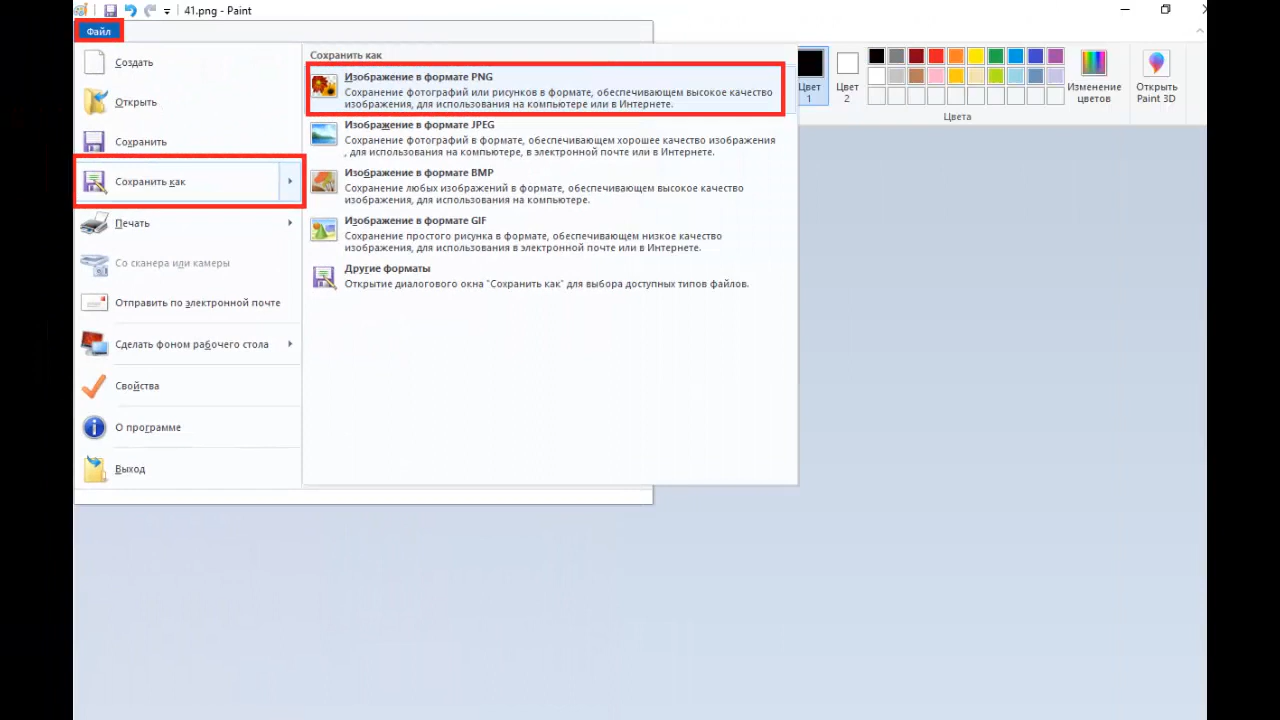 41.png - Paint
Файл
Создать
Открыть
Сохранить
Сохранить как
Печать
Со сканера или камеры
Отправить по электронной почте
Сделать фоном рабочего стола
Свойства
О программе
Выход
Сохранить как
Изображение в формате PNG
Сохранение фотографий или рисунков в формате, обеспечивающем высокое качество
изображения, для использования на компьютере или в Интернете.
Изображение в формате JPEG
Сохранение фотографий в формате, обеспечивающем хорошее качество изображения
, для использования на компьютере, в электронной почте или в Интернете.
Изображение в формате BMP
Сохранение любых изображений в формате, обеспечивающем высокое качество
изображения, для использования на компьютере.
Изображение в формате GIF
Сохранение простого рисунка в формате, обеспечивающем низкое качество
изображения, для использования в электронной почте или в Интернете.
Другие форматы
Открытие диалогового окна "Сохранить как" для выбора доступных типов файлов.
Цвет
1
Цвет
2
Изменение
цветов
Открыть
Paint 3D
Цвета